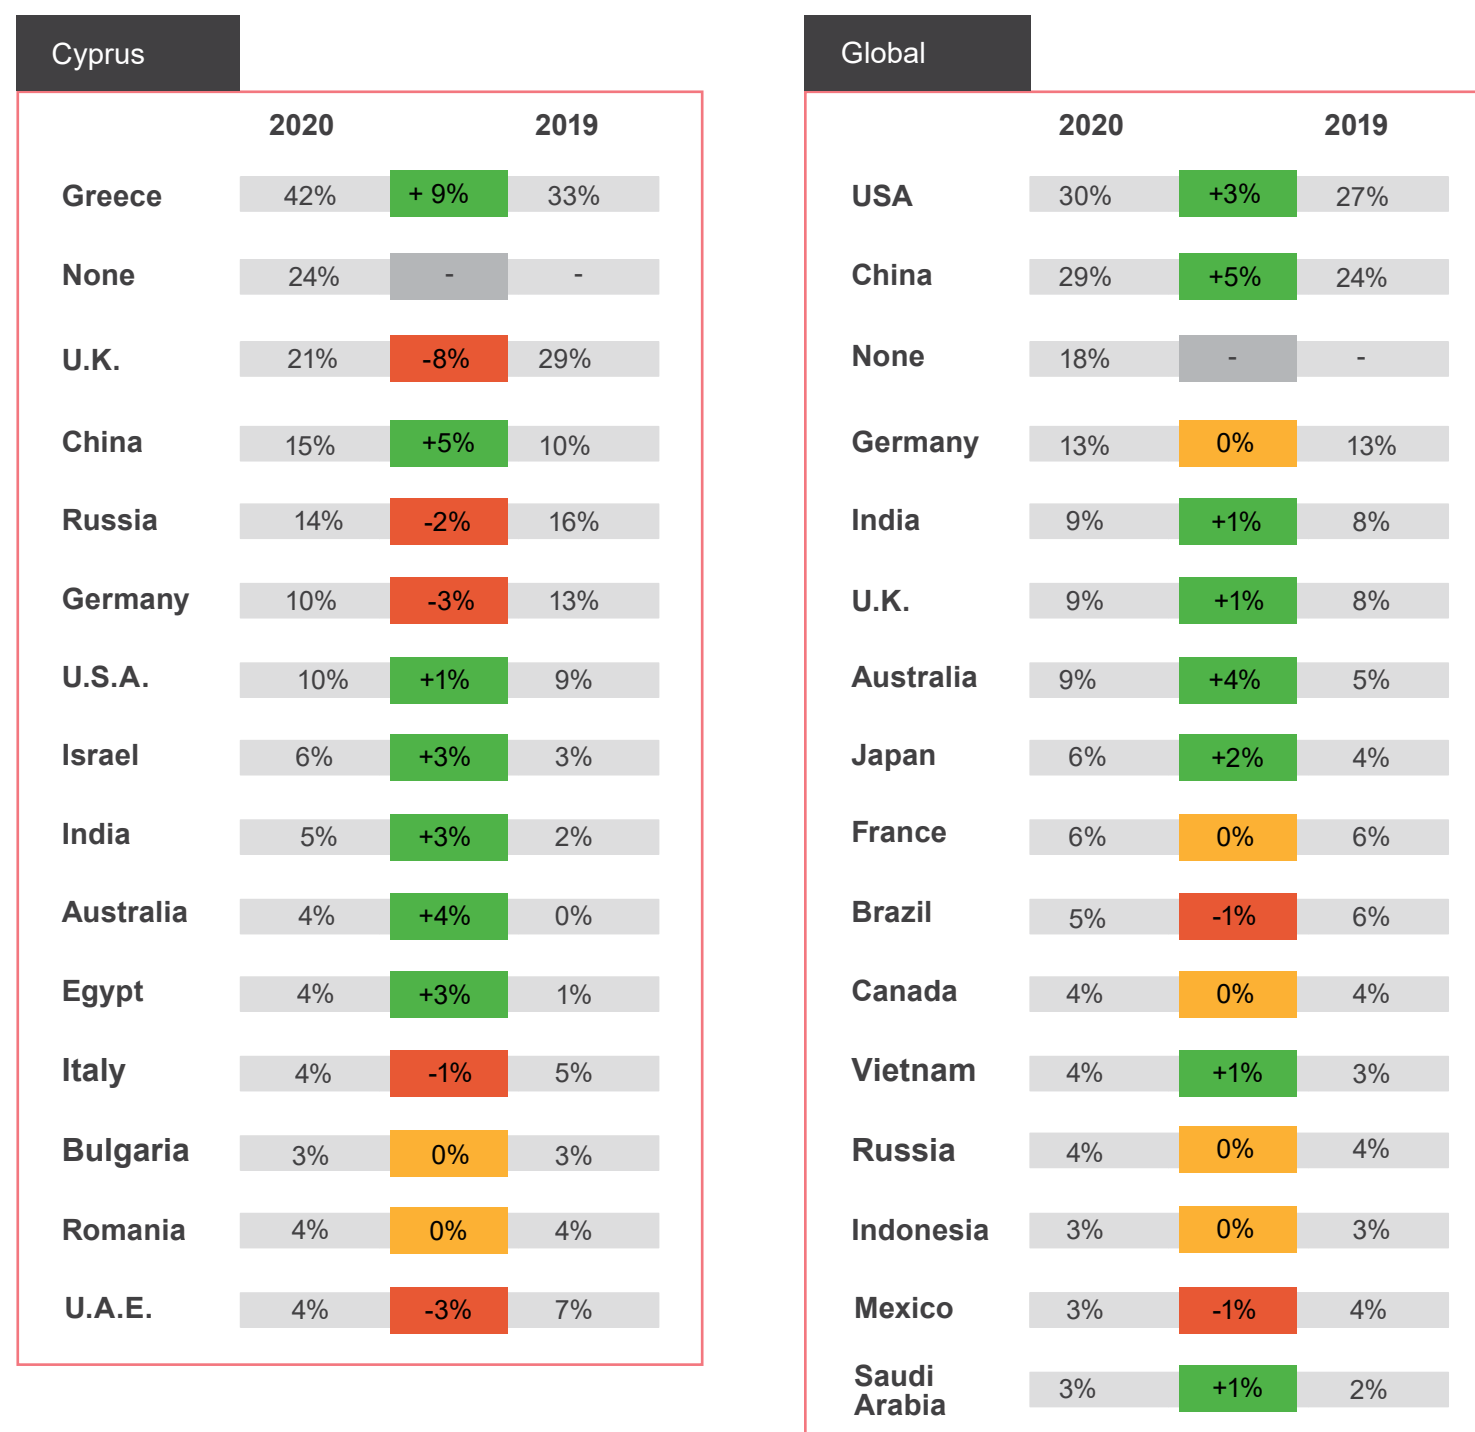 Cyprus
2020 2019
Greece 42% + 9% 33%
None 24% - -
U.K. 21% -8% 29%
China 15% +5% 10%
Russia 14% -2% 16%
Germany 10% -3% 13%
U.S.A. 10% +1% 9%
Israel 6% +3% 3%
India 5% +3% 2%
Australia 4% +4% 0%
Egypt 4% +3% 1%
Italy 4% -1% 5%
Bulgaria 3% 0% 3%
Romania 4% 0% 4%
U.A.E. 4% -3% 7%
Global
2020 2019
USA 30% +3% 27%
China 29% +5% 24%
None 18% - -
Germany 13% 0% 13%
India 9% +1% 8%
U.K. 9% +1% 8%
Australia 9% +4% 5%
Japan 6% +2% 4%
France 6% 0% 6%
Brazil 5% -1% 6%
Canada 4% 0% 4%
Vietnam 4% +1% 3%
Russia 4% 0% 4%
Indonesia 3% 0% 3%
Mexico 3% -1% 4%
Saudi
Arabia 3% +1% 2%